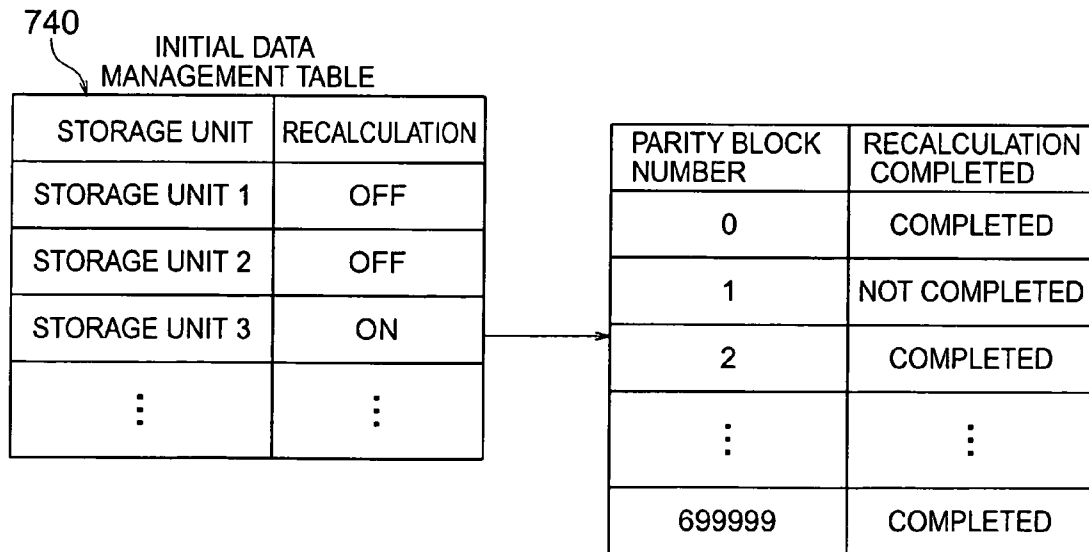 740
INITIAL DATA
MANAGEMENT TABLE
STORAGE UNIT RECALCULATION
STORAGE UNIT 1 OFF
STORAGE UNIT 2 OFF
STORAGE UNIT 3 ON
⋮ ⋮
PARITY BLOCK NUMBER RECALCULATION COMPLETED
0 COMPLETED
1 NOT COMPLETED
2 COMPLETED
⋮ ⋮
699999 COMPLETED